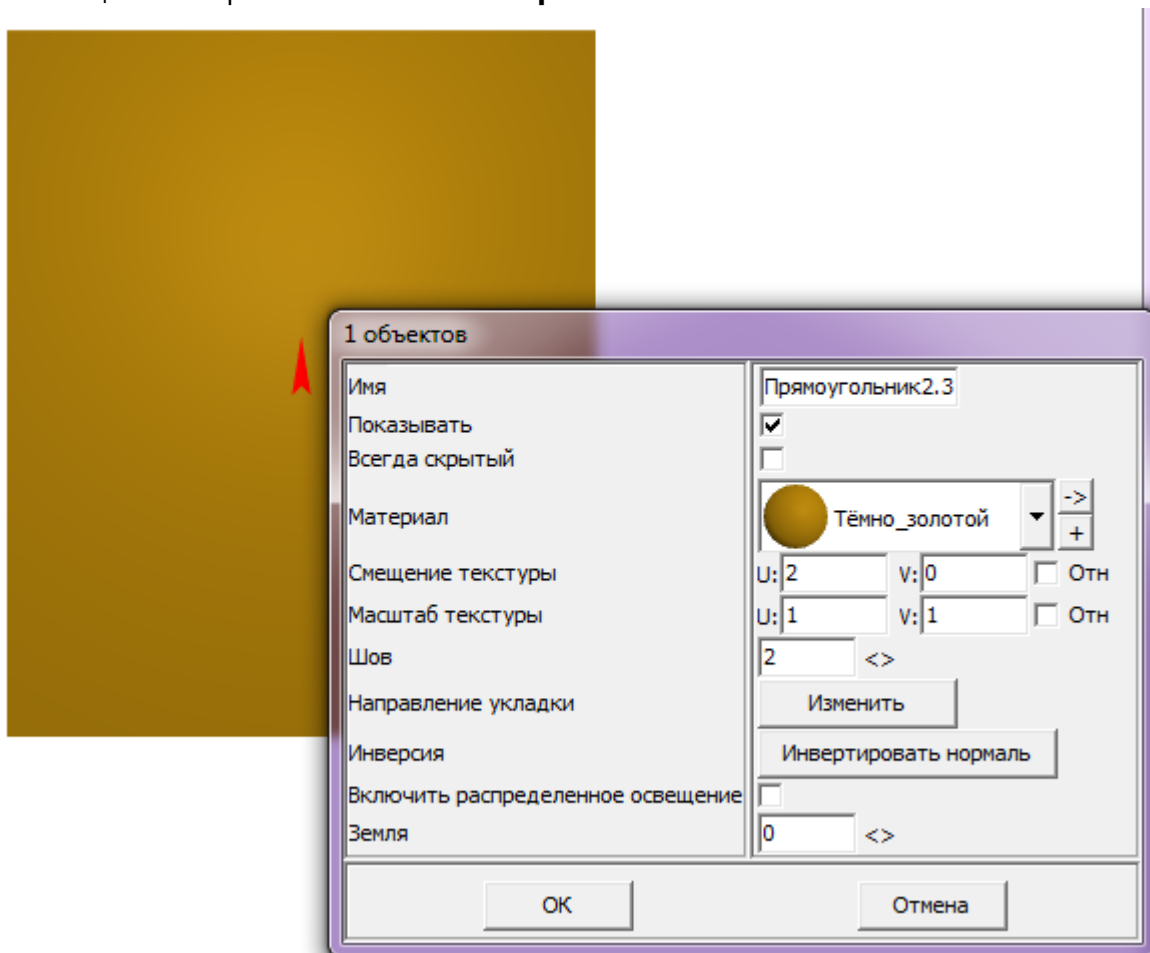 1 объектов
Имя Прямоугольник2.3
Показывать
Всегда скрытый
Материал Тёмно_золотой -> +
Смещение текстуры U: 2 V: 0 Отн
Масштаб текстуры U: 1 V: 1 Отн
Шов 2 <>
Направление укладки Изменить
Инверсия Инвертировать нормаль
Включить распределенное освещение
Земля 0 <>
OK Отмена